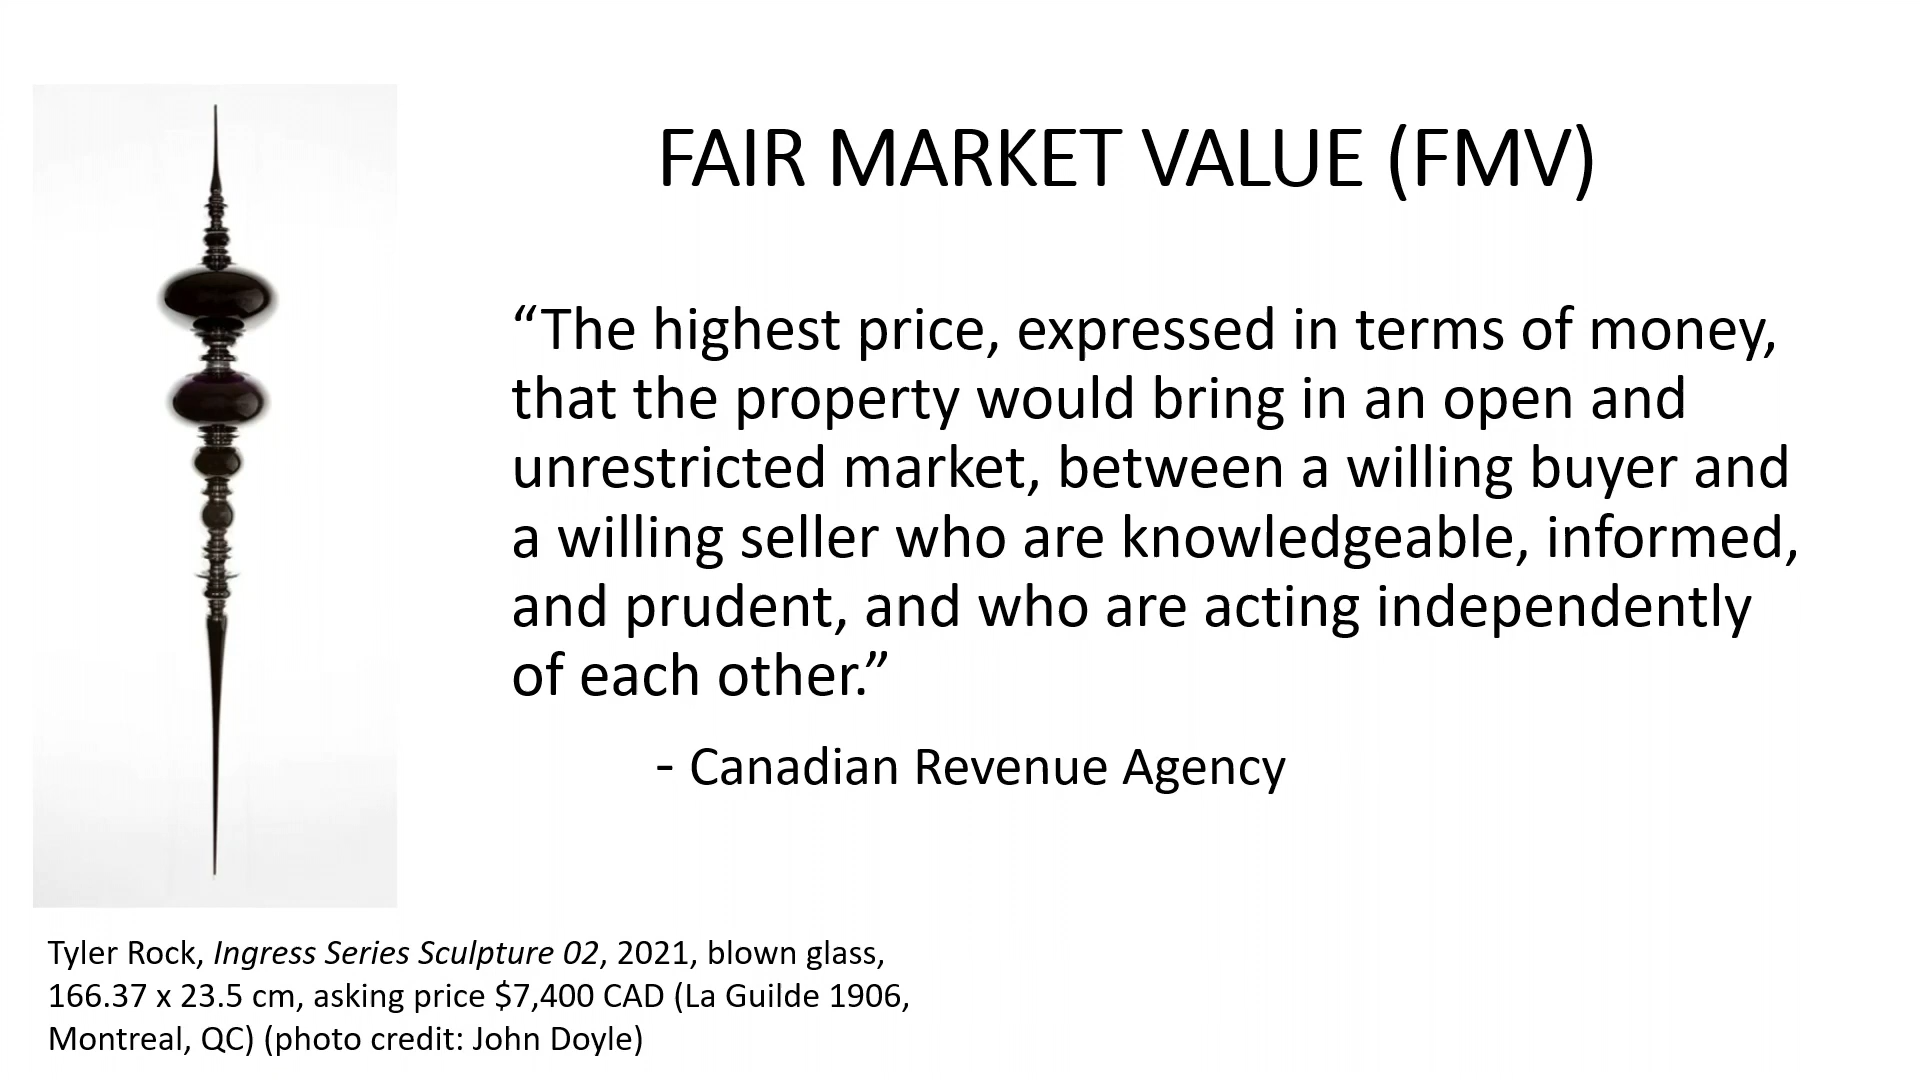 FAIR MARKET VALUE (FMV)
“The highest price, expressed in terms of money,
that the property would bring in an open and
unrestricted market, between a willing buyer and
a willing seller who are knowledgeable, informed,
and prudent, and who are acting independently
of each other.”
- Canadian Revenue Agency
Tyler Rock, Ingress Series Sculpture 02, 2021, blown glass,
166.37 x 23.5 cm, asking price $7,400 CAD (La Guilde 1906,
Montreal, QC) (photo credit: John Doyle)